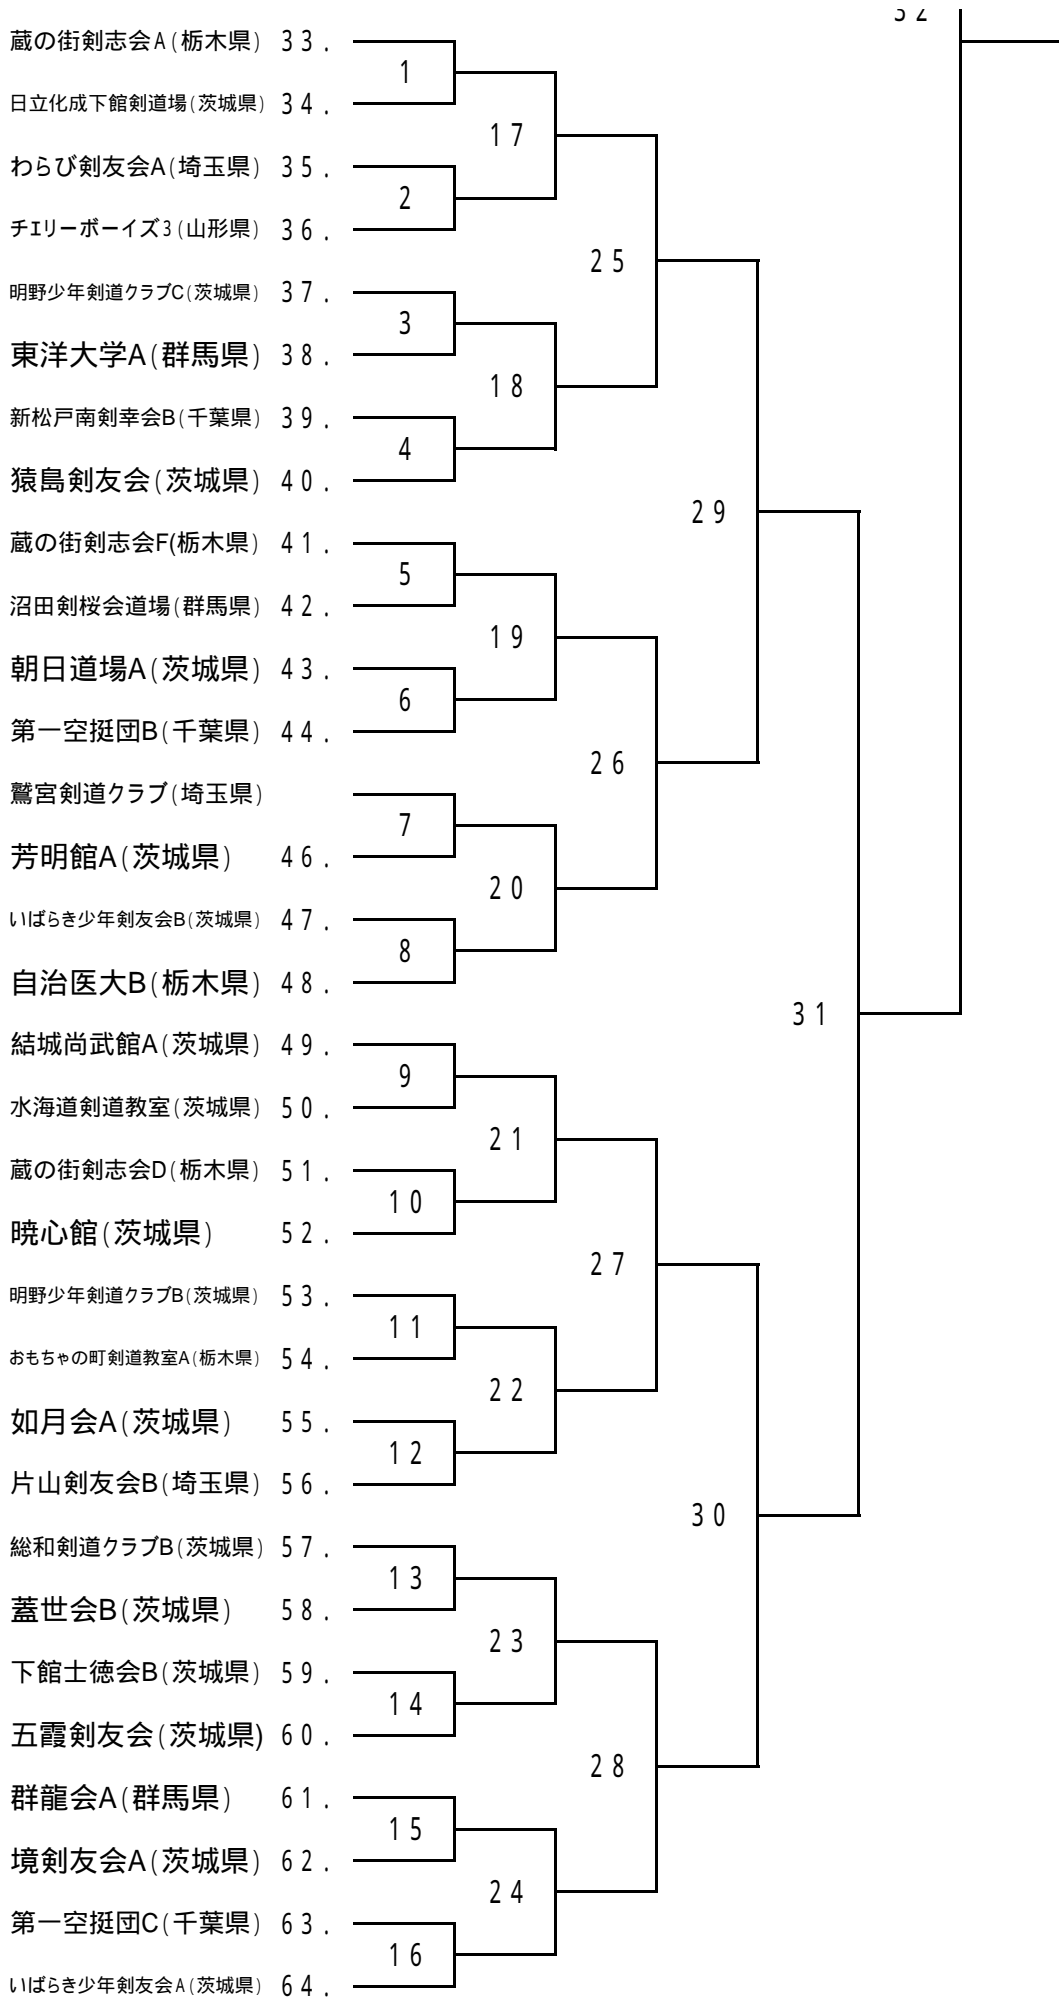 32
蔵の街剣志会A(栃木県) 33.
1
日立化成下館剣道場(茨城県) 34.
17
わらび剣友会A(埼玉県) 35.
2
チェリーボーイズ3(山形県) 36.
25
明野少年剣道クラブC(茨城県) 37.
3
東洋大学A(群馬県) 38.
18
新松戸南剣幸会B(千葉県) 39.
4
猿島剣友会(茨城県) 40.
29
蔵の街剣志会F(栃木県) 41.
5
沼田剣桜会道場(群馬県) 42.
19
朝日道場A(茨城県) 43.
6
第一空挺団B(千葉県) 44.
26
鷲宮剣道クラブ(埼玉県)
7
芳明館A(茨城県) 46.
20
いばらき少年剣友会B(茨城県) 47.
8
自治医大B(栃木県) 48.
31
結城尚武館A(茨城県) 49.
9
水海道剣道教室(茨城県) 50.
21
蔵の街剣志会D(栃木県) 51.
10
暁心館(茨城県) 52.
27
明野少年剣道クラブB(茨城県) 53.
11
おもちゃの町剣道教室A(栃木県) 54.
22
如月会A(茨城県) 55.
12
片山剣友会B(埼玉県) 56.
30
総和剣道クラブB(茨城県) 57.
13
蓋世会B(茨城県) 58.
23
下館士徳会B(茨城県) 59.
14
五霞剣友会(茨城県) 60.
28
群龍会A(群馬県) 61.
15
境剣友会A(茨城県) 62.
24
第一空挺団C(千葉県) 63.
16
いばらき少年剣友会A(茨城県) 64.